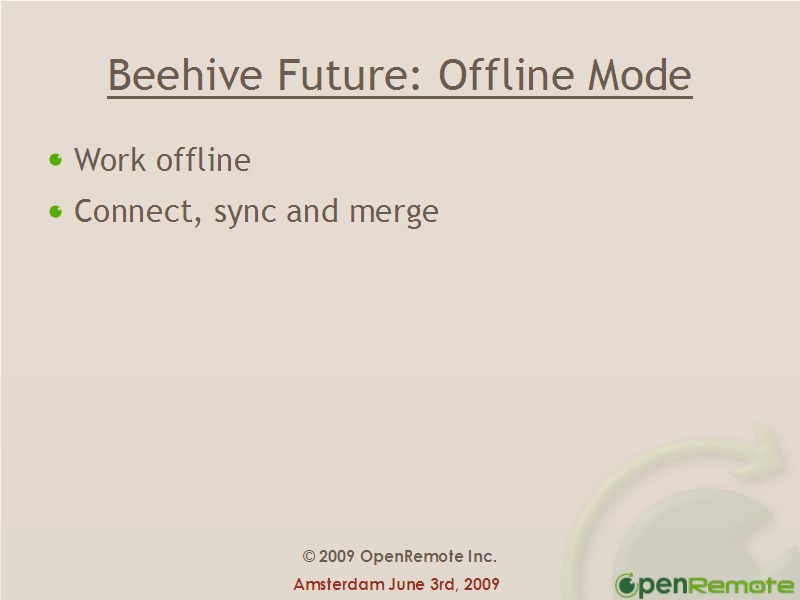 Beehive Future: Offline Mode
Work offline
Connect, sync and merge
© 2009 OpenRemote Inc.
Amsterdam June 3rd, 2009
OpenRemote